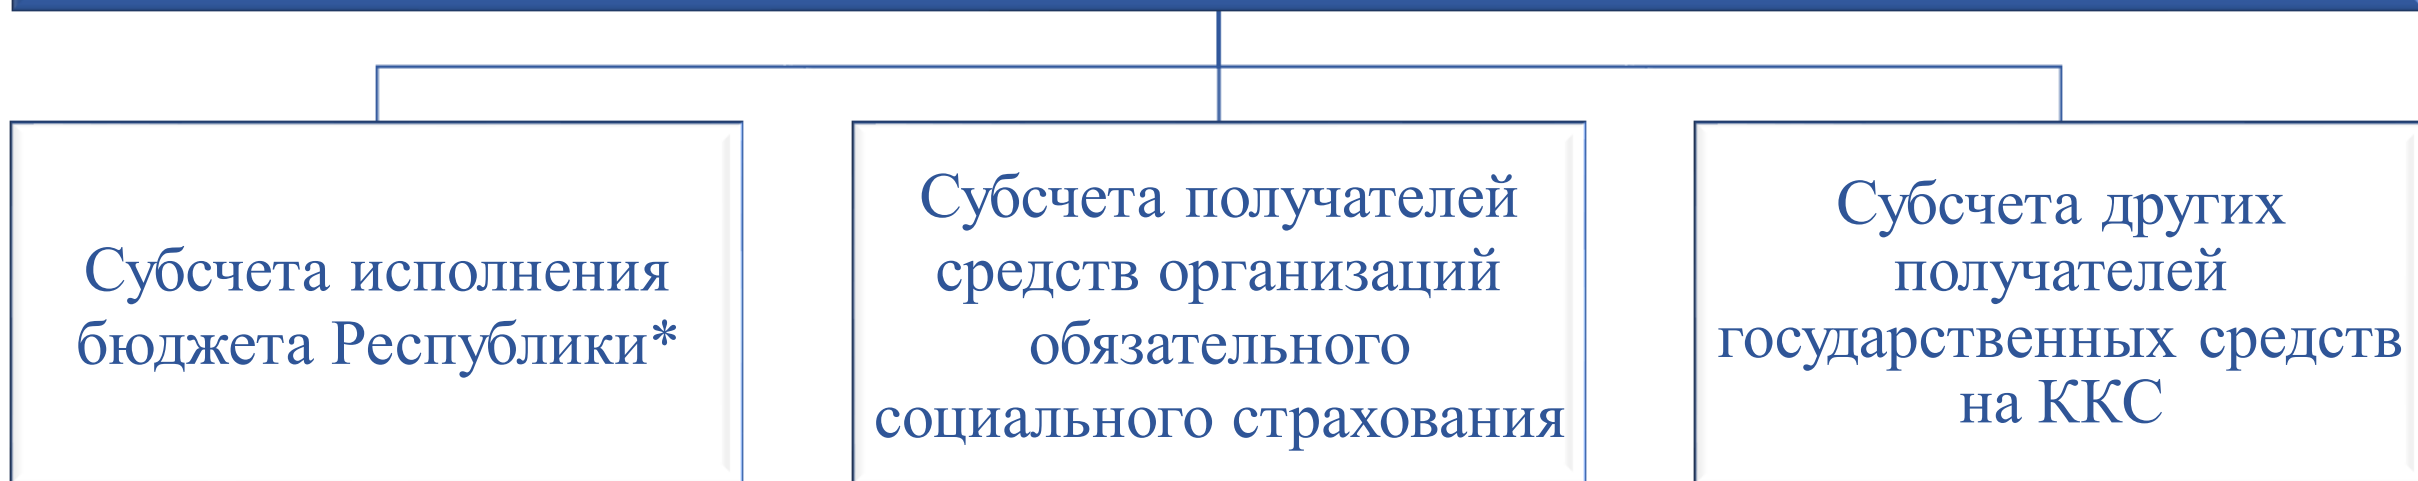 Субсчета исполнения
бюджета Республики*
Субсчета получателей
средств организаций
обязательного
социального страхования
Субсчета других
получателей
государственных средств
на ККС